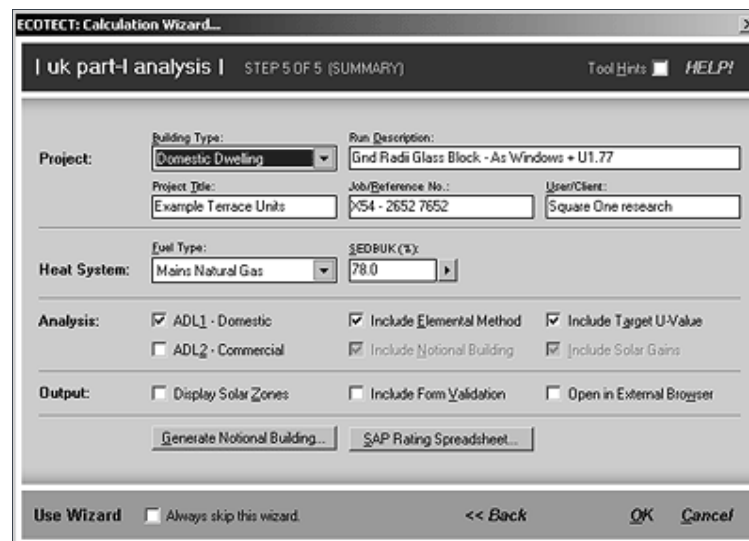 ECOTECT: Calculation Wizard...
| uk part-l analysis | STEP 5 OF 5 (SUMMARY) Tool Hints HELP!
Building Type: Run Description:
Project: Domestic Dwelling Gnd Radii Glass Block - As Windows + U1.77
Project Title: Job/Reference No.: User/Client:
Example Terrace Units X54 - 2652 7652 Square One research
Fuel Type: SEDBUK (%):
Heat System: Mains Natural Gas 78.0
Analysis: ADL1 - Domestic Include Elemental Method Include Target U-Value
ADL2 - Commercial Include Notional Building Include Solar Gains
Output: Display Solar Zones Include Form Validation Open in External Browser
Generate Notional Building... SAP Rating Spreadsheet...
Use Wizard Always skip this wizard. << Back OK Cancel